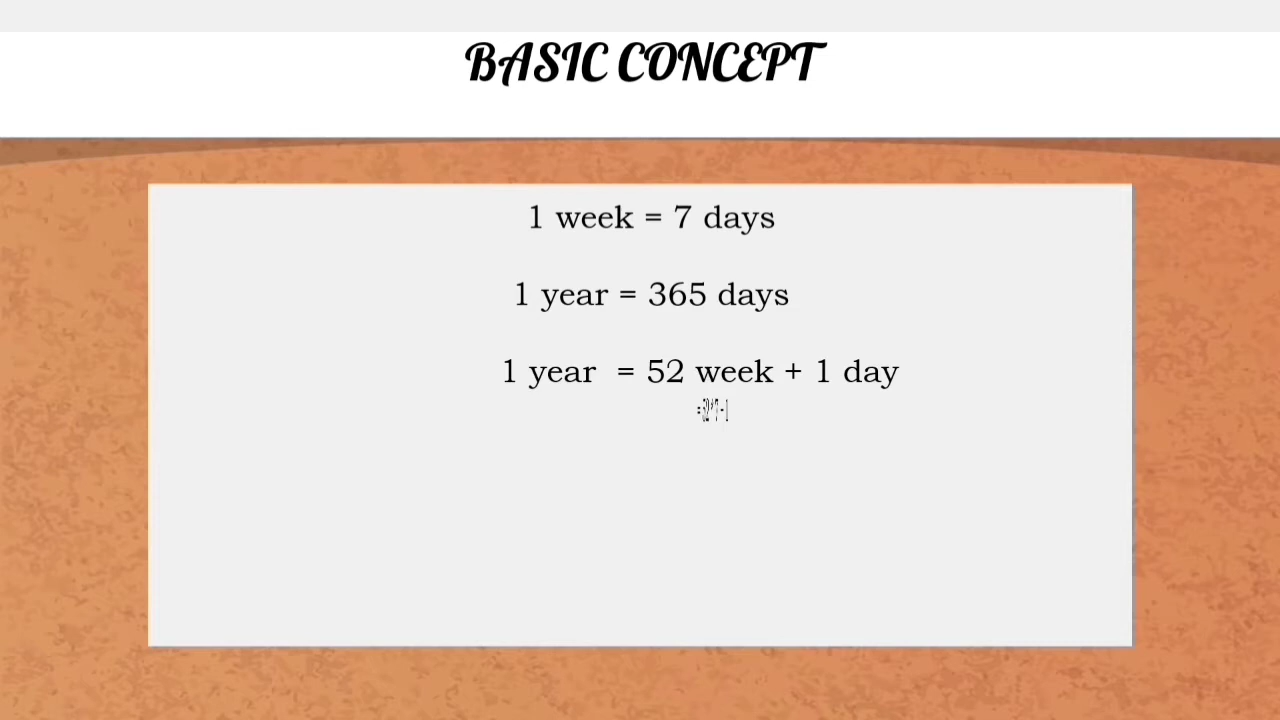 BASIC CONCEPT
1 week = 7 days
1 year = 365 days
1 year = 52 week + 1 day